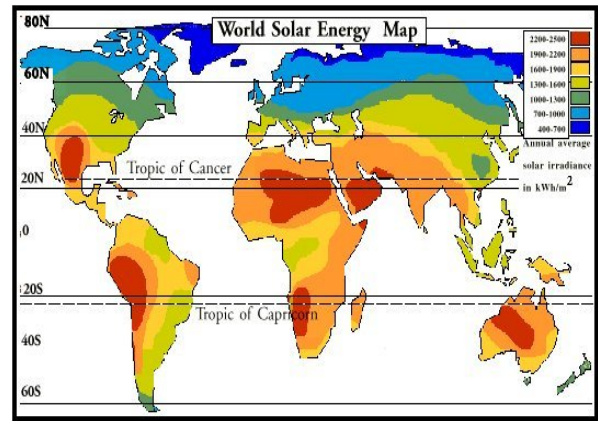 World Solar Energy Map
80N
60N
40N
20N
0
20S
40S
60S
Tropic of Cancer
Tropic of Capricorn
2200-2500
1900-2200
1600-1900
1300-1600
1000-1300
700-1000
400-700
Annual average
solar irradiance
in kWh/m²